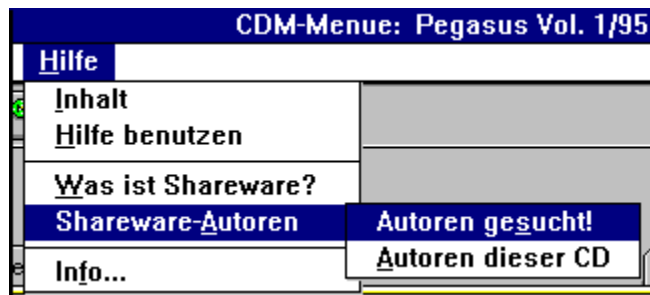 CDM-Menue: Pegasus Vol. 1/95
Hilfe
Inhalt
Hilfe benutzen
Was ist Shareware?
Shareware-Autoren
Autoren gesucht!
Autoren dieser CD
Info...